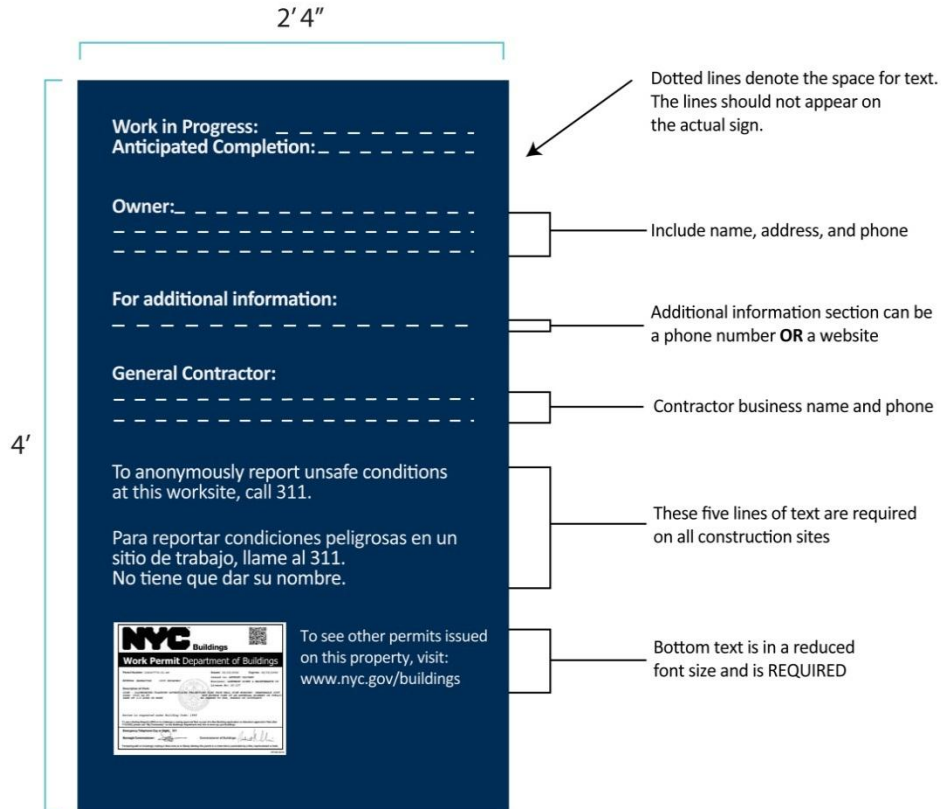 2' 4"
Dotted lines denote the space for text.
The lines should not appear on
the actual sign.
Work in Progress:
Anticipated Completion:
Owner:
Include name, address, and phone
For additional information:
Additional information section can be
a phone number OR a website
General Contractor:
Contractor business name and phone
4'
To anonymously report unsafe conditions
at this worksite, call 311.
These five lines of text are required
on all construction sites
Para reportar condiciones peligrosas en un
sitio de trabajo, llame al 311.
No tiene que dar su nombre.
NYC Buildings
Work Permit Department of Buildings
To see other permits issued
on this property, visit:
www.nyc.gov/buildings
Bottom text is in a reduced
font size and is REQUIRED